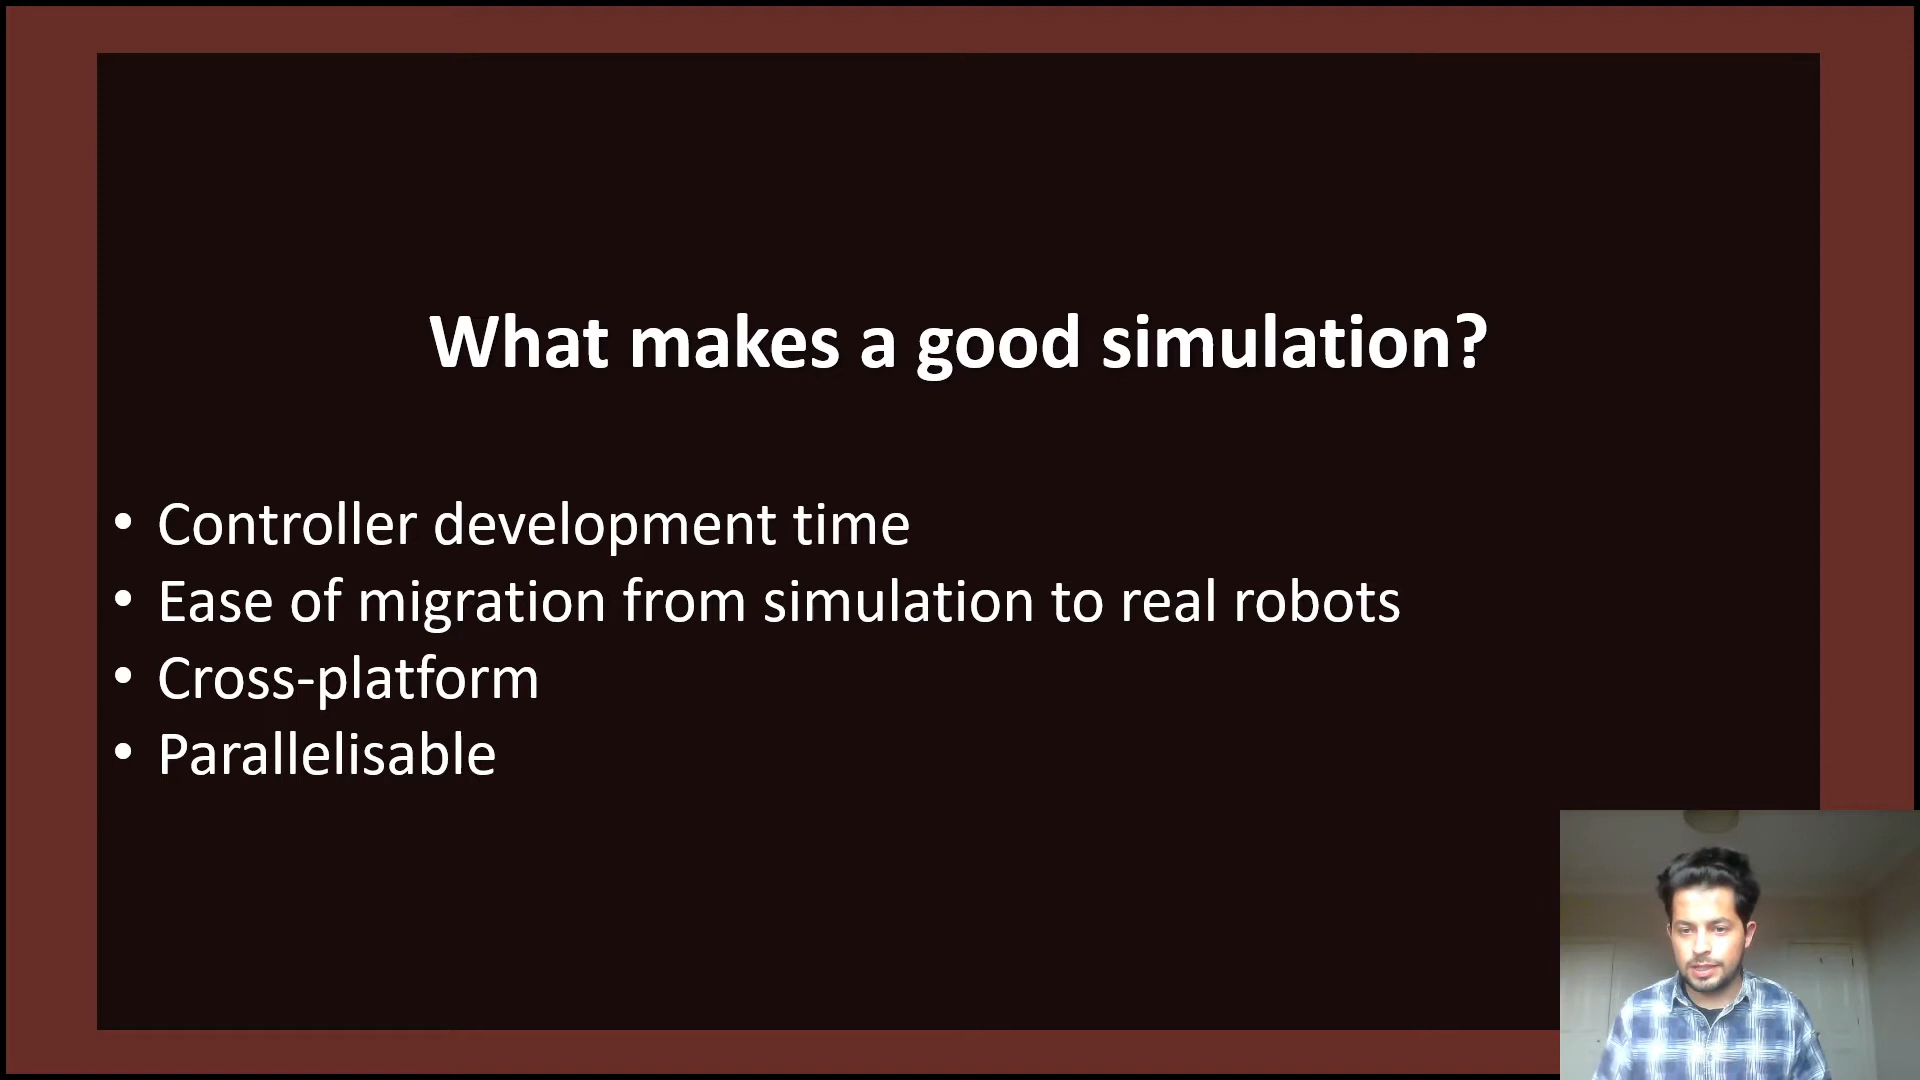 What makes a good simulation?
• Controller development time
• Ease of migration from simulation to real robots
• Cross-platform
• Parallelisable